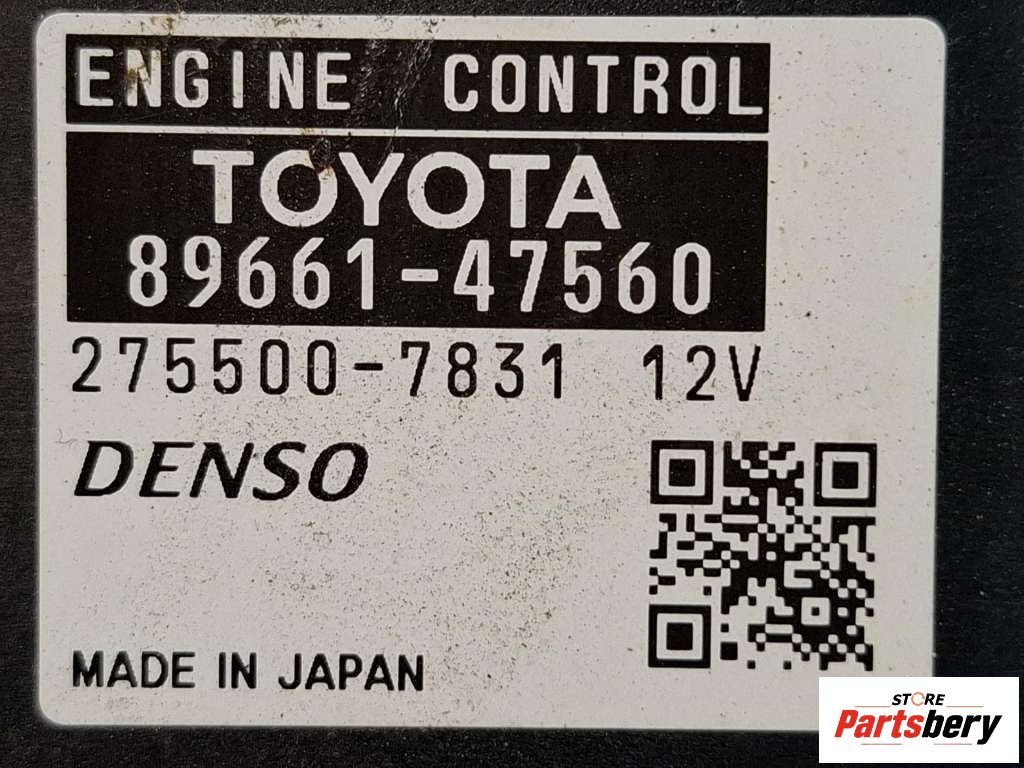 ENGINE CONTROL
TOYOTA
89661-47560
275500-7831 12V
DENSO
MADE IN JAPAN
STORE
Partsbery